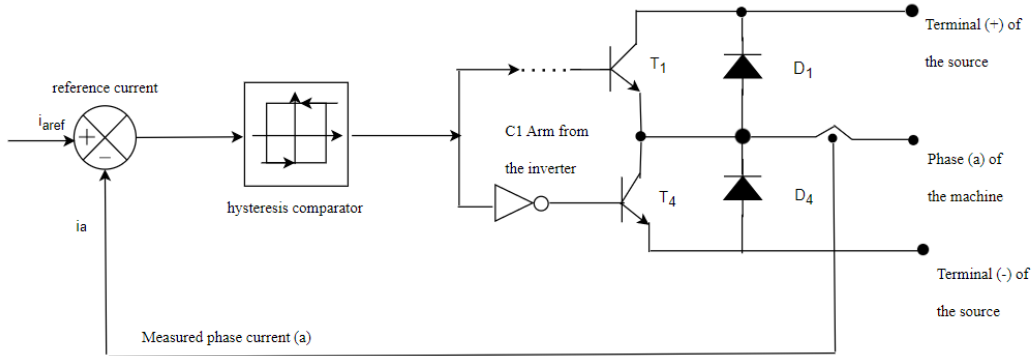 Terminal (+) of
the source
T1
D1
reference current
iaref
+
−
C1 Arm from
the inverter
Phase (a) of
the machine
hysteresis comparator
T4
D4
ia
Terminal (-) of
the source
Measured phase current (a)